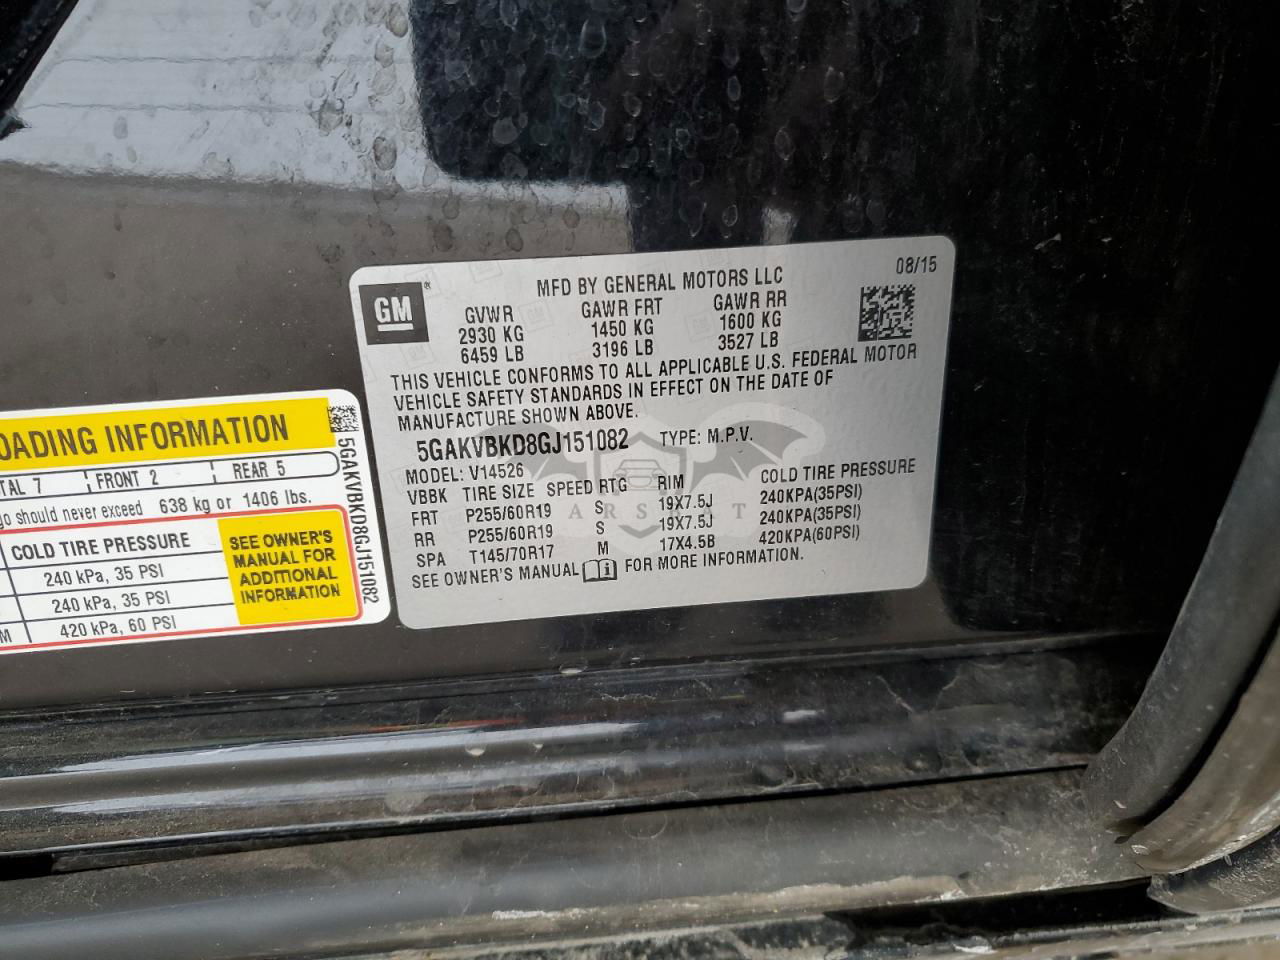 GM
®
MFD BY GENERAL MOTORS LLC
08/15
GVWR GAWR FRT GAWR RR
2930 KG 1450 KG 1600 KG
6459 LB 3196 LB 3527 LB
THIS VEHICLE CONFORMS TO ALL APPLICABLE U.S. FEDERAL MOTOR
VEHICLE SAFETY STANDARDS IN EFFECT ON THE DATE OF
MANUFACTURE SHOWN ABOVE.
5GAKVBKD8GJ151082 TYPE: M.P.V.
MODEL: V14526
VBBK TIRE SIZE SPEED RTG RIM COLD TIRE PRESSURE
FRT P255/60R19 S 19X7.5J 240KPA(35PSI)
RR P255/60R19 S 19X7.5J 240KPA(35PSI)
SPA T145/70R17 M 17X4.5B 420KPA(60PSI)
SEE OWNER'S MANUAL FOR MORE INFORMATION.
OADING INFORMATION
TAL 7 FRONT 2 REAR 5
go should never exceed 638 kg or 1406 lbs.
COLD TIRE PRESSURE
240 kPa, 35 PSI
240 kPa, 35 PSI
M 420 kPa, 60 PSI
SEE OWNER'S
MANUAL FOR
ADDITIONAL
INFORMATION
5GAKVBKD8GJ151082